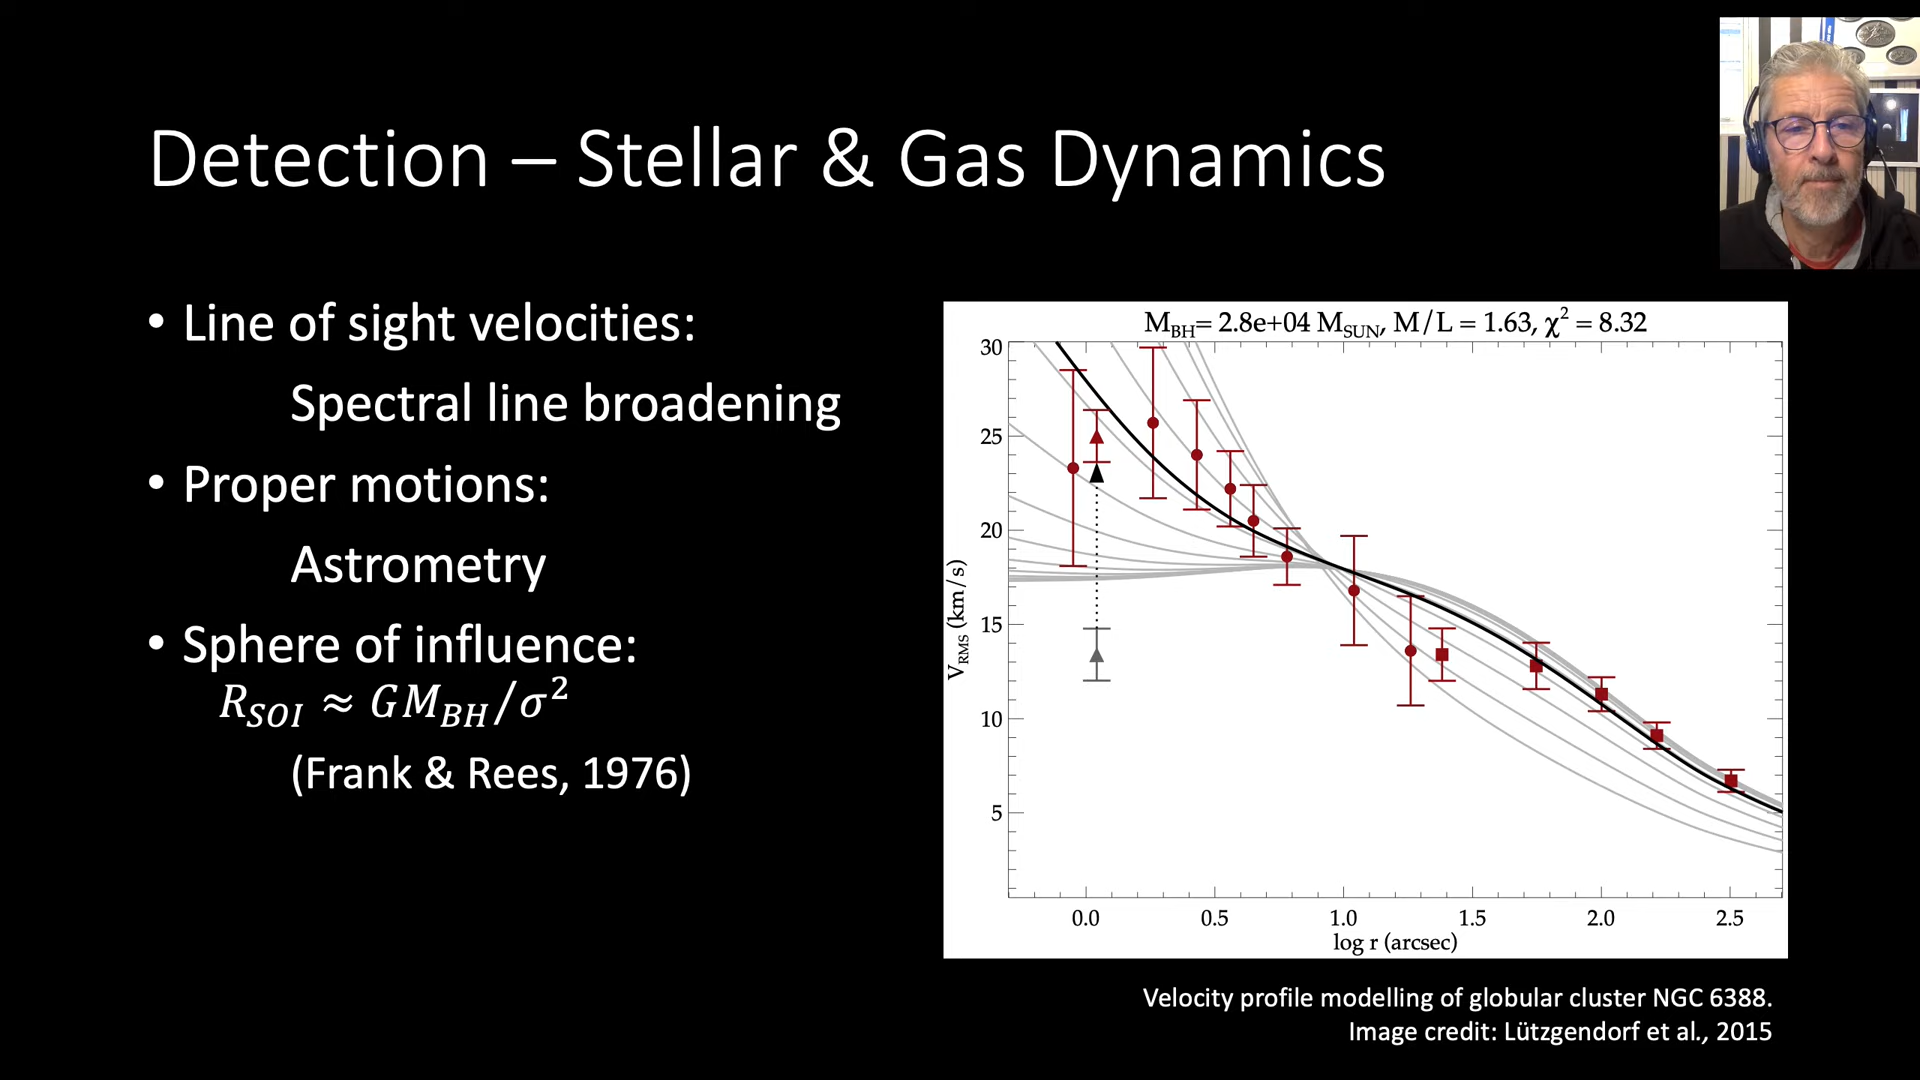 Detection – Stellar & Gas Dynamics
• Line of sight velocities:
Spectral line broadening
• Proper motions:
Astrometry
• Sphere of influence:
R_SOI ≈ GM_BH/σ²
(Frank & Rees, 1976)
M_BH= 2.8e+04 M_SUN, M/L = 1.63, χ² = 8.32
30
25
20
15
10
5
V_RMS (km/s)
0.0 0.5 1.0 1.5 2.0 2.5
log r (arcsec)
Velocity profile modelling of globular cluster NGC 6388.
Image credit: Lützgendorf et al., 2015